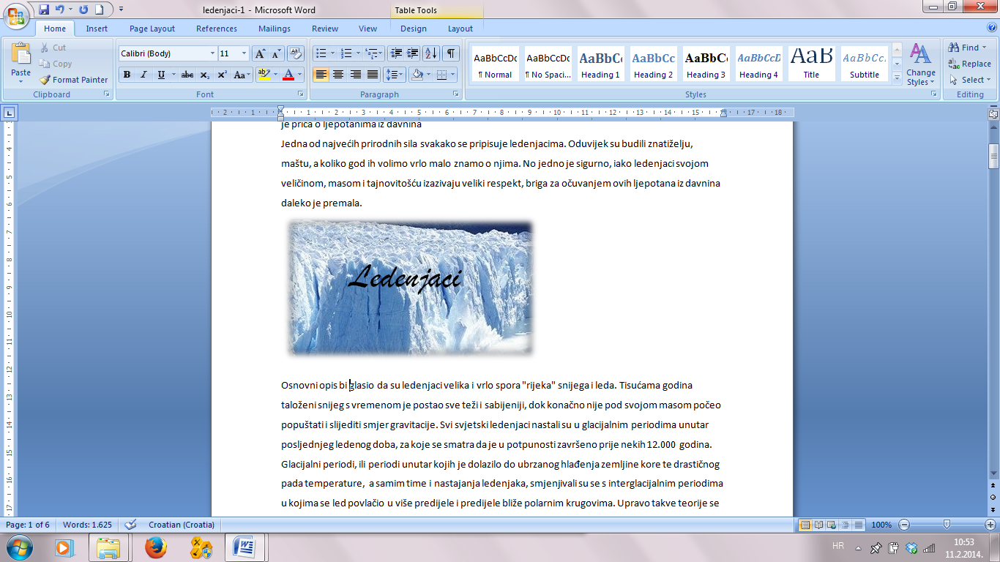 ledenjaci-1 - Microsoft Word
Table Tools
Home Insert Page Layout References Mailings Review View Design Layout
Paste
Cut
Copy
Format Painter
Clipboard
Calibri (Body) 11
B I U abc x₂ x² Aa
Font
Paragraph
AaBbCcDc AaBbCcDc AaBbC AaBbCc AaBbC AaBbCcD AaB AaBbCc.
¶ Normal ¶ No Spaci... Heading 1 Heading 2 Heading 3 Heading 4 Title Subtitle
Change Styles
Styles
Find
Replace
Select
Editing
2 1 1 2 3 4 5 6 7 8 9 10 11 12 13 14 15 17 18
je priča o ljepotanima iz davnina
Jedna od najvećih prirodnih sila svakako se pripisuje ledenjacima. Oduvijek su budili znatiželju,
maštu, a koliko god ih volimo vrlo malo znamo o njima. No jedno je sigurno, iako ledenjaci svojom
veličinom, masom i tajnovitošću izazivaju veliki respekt, briga za očuvanjem ovih ljepotana iz davnina
daleko je premala.
Ledenjaci
Osnovni opis bi glasio da su ledenjaci velika i vrlo spora "rijeka" snijega i leda. Tisućama godina
taloženi snijeg s vremenom je postao sve teži i sabijeniji, dok konačno nije pod svojom masom počeo
popuštati i slijediti smjer gravitacije. Svi svjetski ledenjaci nastali su u glacijalnim periodima unutar
posljednjeg ledenog doba, za koje se smatra da je u potpunosti završeno prije nekih 12.000 godina.
Glacijalni periodi, ili periodi unutar kojih je dolazilo do ubrzanog hlađenja zemljine kore te drastičnog
pada temperature, a samim time i nastajanja ledenjaka, smjenjivali su se s interglacijalnim periodima
u kojima se led povlačio u više predijele i predijele bliže polarnim krugovima. Upravo takve teorije se
Page: 1 of 6 Words: 1.625 Croatian (Croatia) 100%
HR
10:53
11.2.2014.